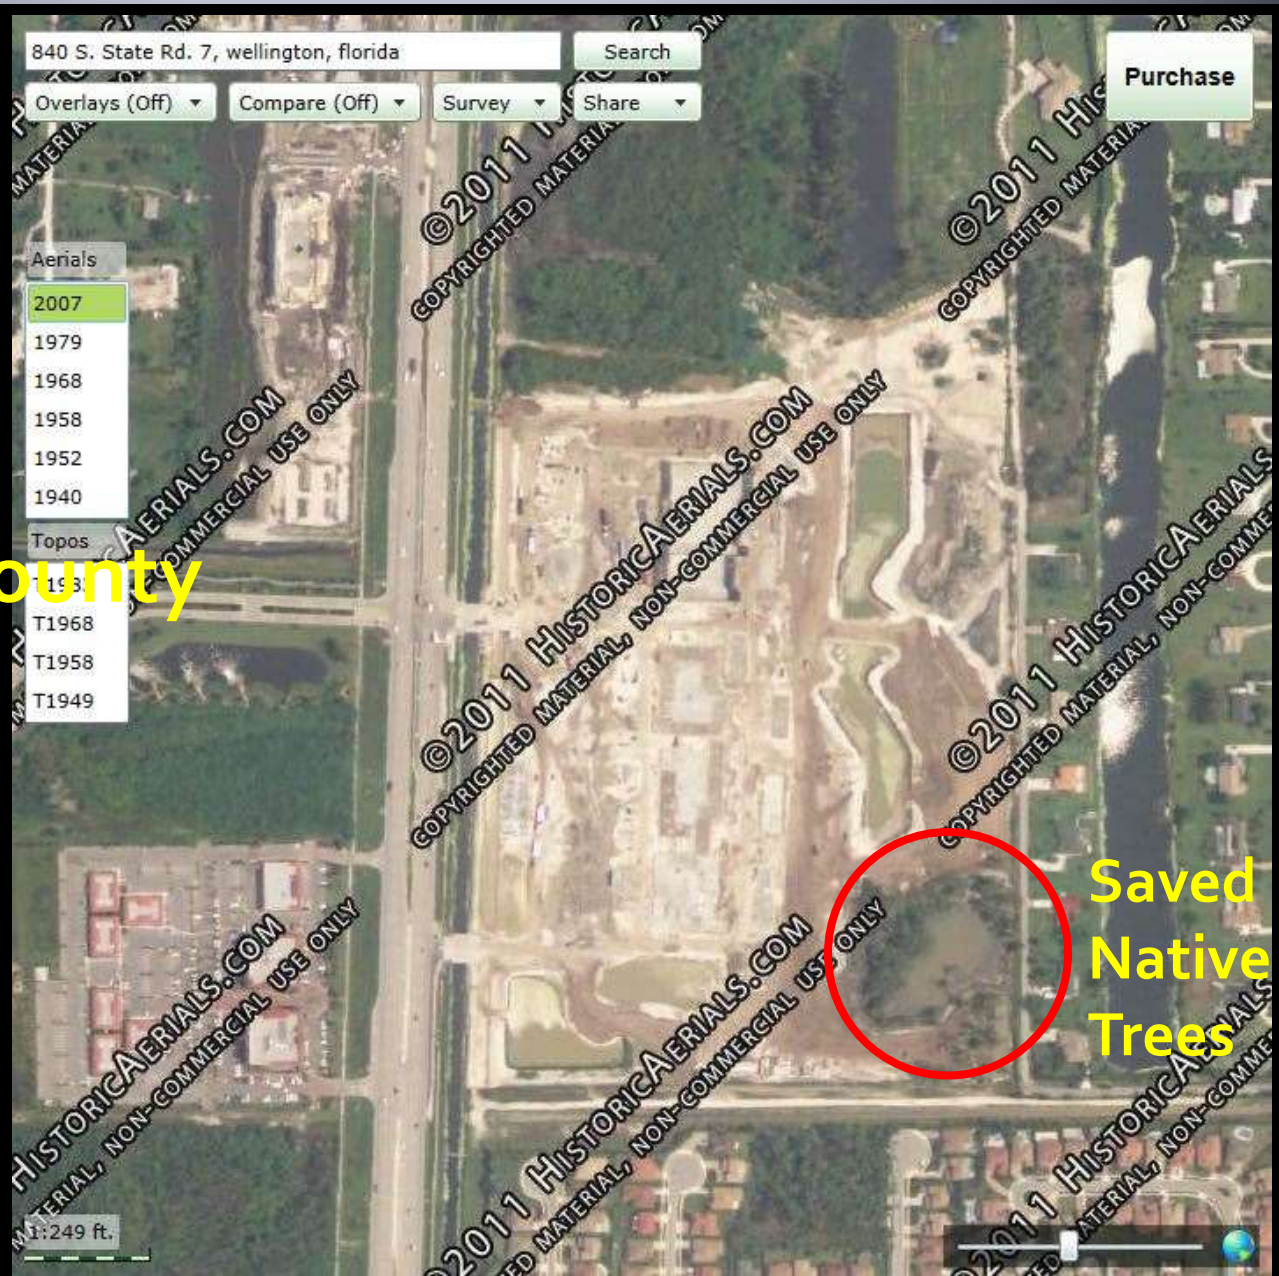 840 S. State Rd. 7, wellington, florida
Search
Purchase
Overlays (Off)
Compare (Off)
Survey
Share
Aerials
2007
1979
1968
1958
1952
1940
Topos
T1968
T1958
T1949
ounty
©2011 HISTORICAERIALS.COM
COPYRIGHTED MATERIAL, NON-COMMERCIAL USE ONLY
Saved
Native
Trees
1:249 ft.